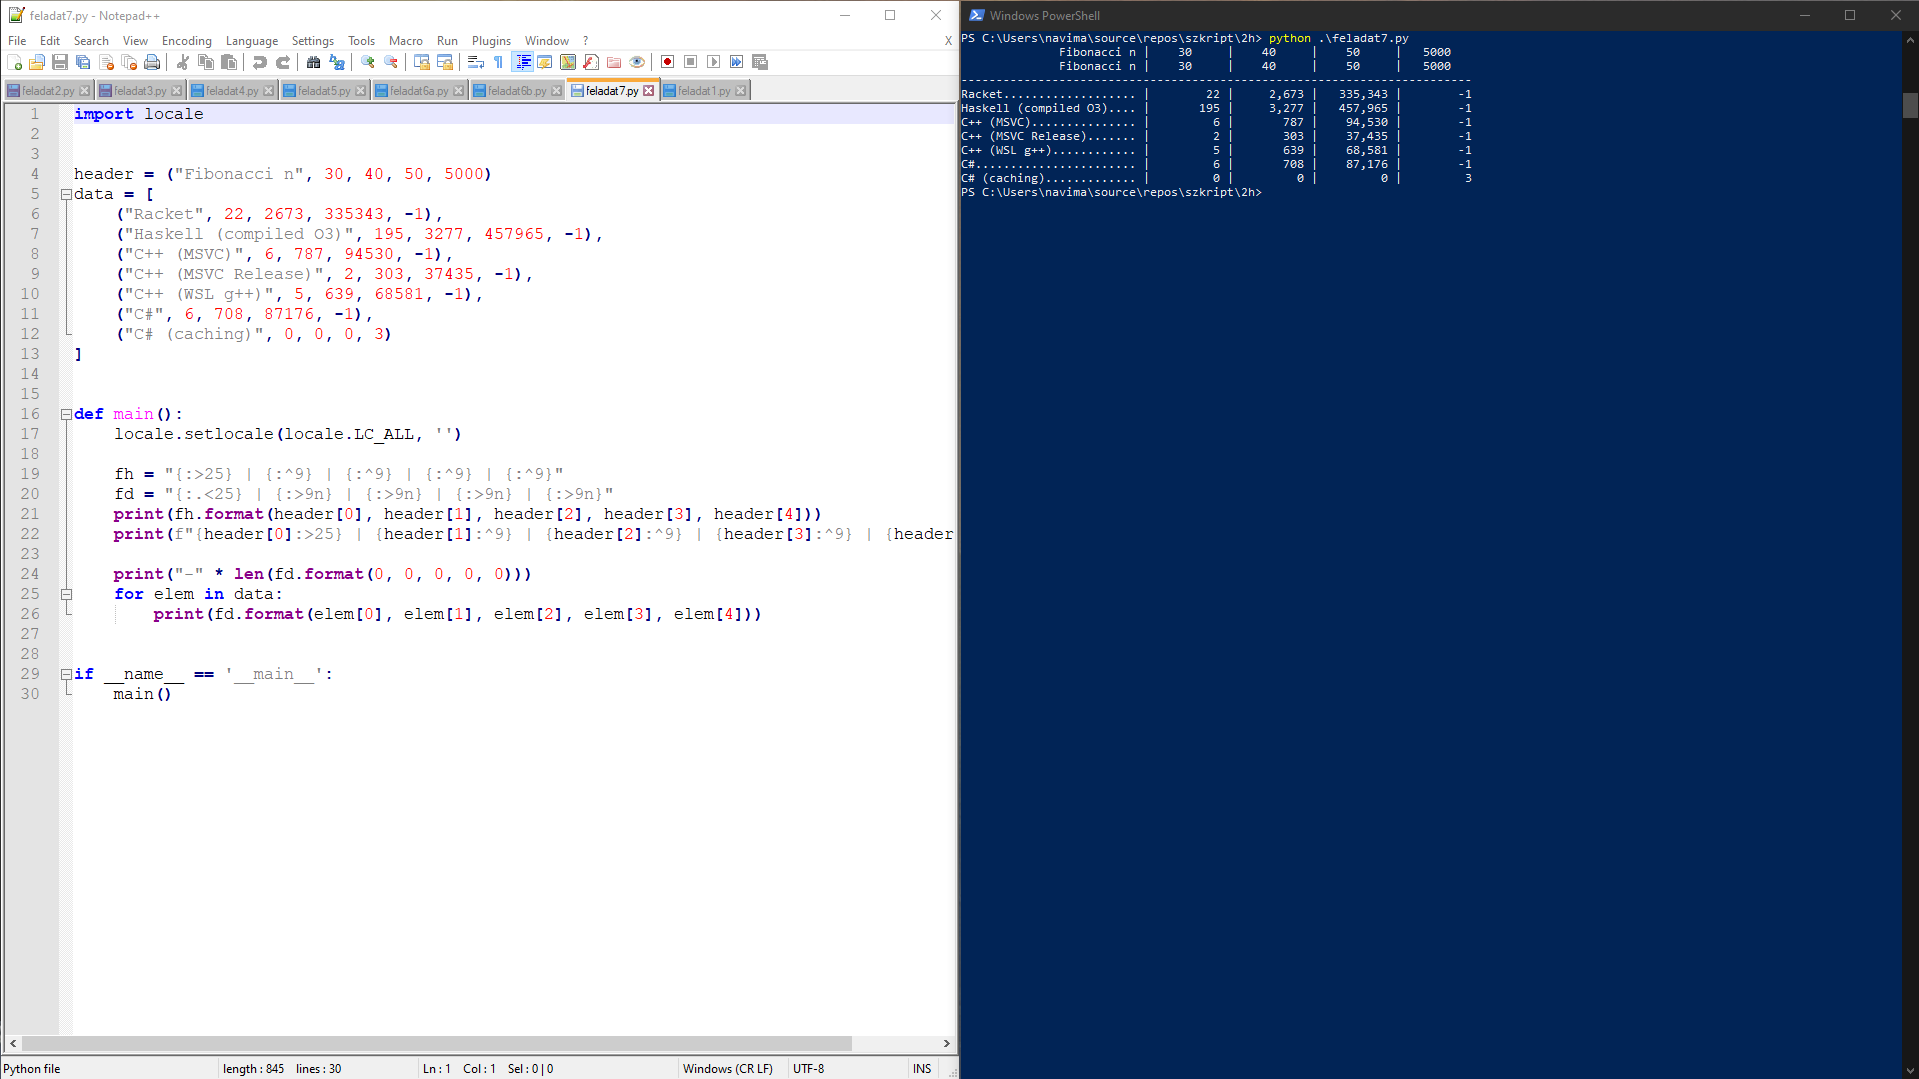 feladat7.py - Notepad++
File Edit Search View Encoding Language Settings Tools Macro Run Plugins Window ? X
feladat2.py feladat3.py feladat4.py feladat5.py feladat6a.py feladat6b.py feladat7.py feladat1.py
1 import locale
2
3
4 header = ("Fibonacci n", 30, 40, 50, 5000)
5 data = [
6 ("Racket", 22, 2673, 335343, -1),
7 ("Haskell (compiled O3)", 195, 3277, 457965, -1),
8 ("C++ (MSVC)", 6, 787, 94530, -1),
9 ("C++ (MSVC Release)", 2, 303, 37435, -1),
10 ("C++ (WSL g++)", 5, 639, 68581, -1),
11 ("C#", 6, 708, 87176, -1),
12 ("C# (caching)", 0, 0, 0, 3)
13 ]
14
15
16 def main():
17 locale.setlocale(locale.LC_ALL, '')
18
19 fh = "{:>25} | {:^9} | {:^9} | {:^9} | {:^9}"
20 fd = "{:.<25} | {:>9n} | {:>9n} | {:>9n} | {:>9n}"
21 print(fh.format(header[0], header[1], header[2], header[3], header[4]))
22 print(f"{header[0]:>25} | {header[1]:^9} | {header[2]:^9} | {header[3]:^9} | {header
23
24 print("-" * len(fd.format(0, 0, 0, 0, 0)))
25 for elem in data:
26 print(fd.format(elem[0], elem[1], elem[2], elem[3], elem[4]))
27
28
29 if __name__ == '__main__':
30 main()
Python file length : 845 lines : 30 Ln : 1 Col : 1 Sel : 0 | 0 Windows (CR LF) UTF-8 INS
Windows PowerShell
PS C:\Users\navima\source\repos\szkript\2h> python .\feladat7.py
Fibonacci n | 30 | 40 | 50 | 5000
Fibonacci n | 30 | 40 | 50 | 5000
-------------------------------------------------------------------------
Racket................... | 22 | 2,673 | 335,343 | -1
Haskell (compiled O3).... | 195 | 3,277 | 457,965 | -1
C++ (MSVC)............... | 6 | 787 | 94,530 | -1
C++ (MSVC Release)....... | 2 | 303 | 37,435 | -1
C++ (WSL g++)............ | 5 | 639 | 68,581 | -1
C#....................... | 6 | 708 | 87,176 | -1
C# (caching)............. | 0 | 0 | 0 | 3
PS C:\Users\navima\source\repos\szkript\2h>